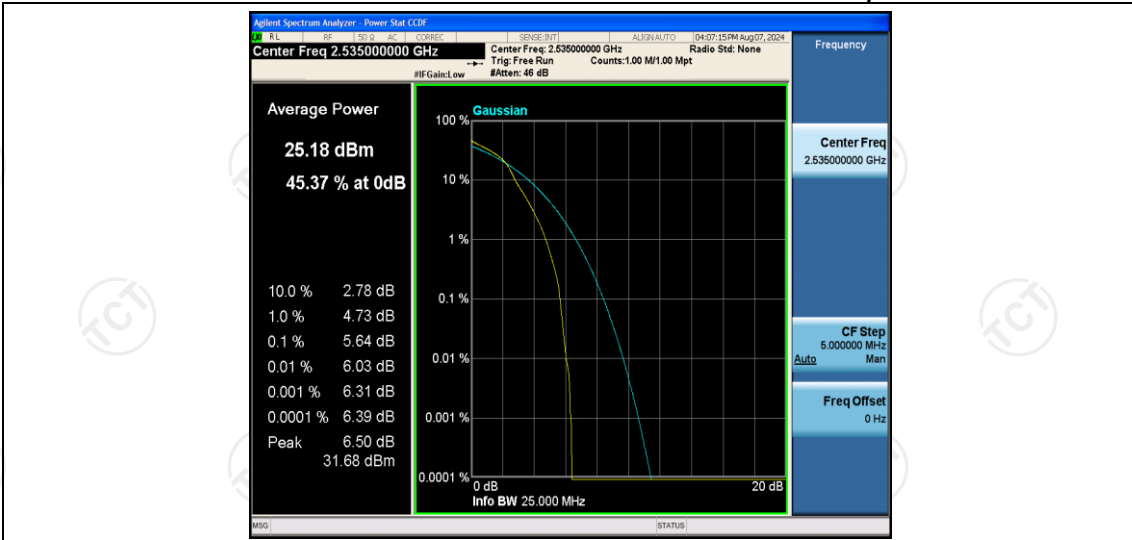 Agilent Spectrum Analyzer - Power Stat CCDF
LXI RL RF 50 Ω AC CORREC SENSE:INT ALIGN AUTO 04:07:15 PM Aug 07, 2024
Center Freq 2.535000000 GHz
Center Freq: 2.535000000 GHz Radio Std: None
Trig: Free Run Counts:1.00 M/1.00 Mpt
#IFGain:Low #Atten: 46 dB
Frequency
Average Power
25.18 dBm
45.37 % at 0dB
10.0 % 2.78 dB
1.0 % 4.73 dB
0.1 % 5.64 dB
0.01 % 6.03 dB
0.001 % 6.31 dB
0.0001 % 6.39 dB
Peak 6.50 dB
31.68 dBm
Gaussian
100 %
10 %
1 %
0.1 %
0.01 %
0.001 %
0.0001 %
0 dB 20 dB
Info BW 25.000 MHz
Center Freq
2.535000000 GHz
CF Step
5.000000 MHz
Auto Man
Freq Offset
0 Hz
MSG STATUS
TCT
TCT